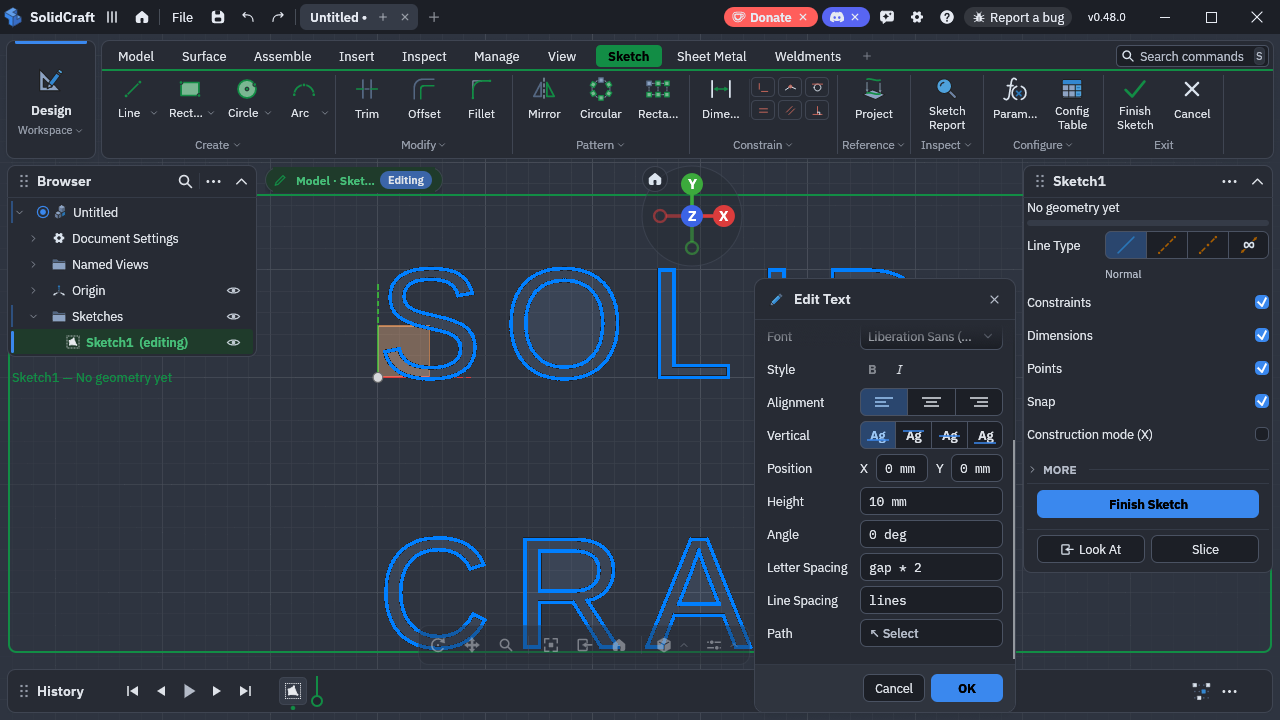 SolidCraft
File
Untitled •
Donate
Report a bug
v0.48.0
Design
Workspace
Model
Surface
Assemble
Insert
Inspect
Manage
View
Sketch
Sheet Metal
Weldments
Search commands
S
Line
Rect...
Circle
Arc
Trim
Offset
Fillet
Mirror
Circular
Recta...
Dime...
Project
Sketch Report
Param...
Config Table
Finish Sketch
Cancel
Create
Modify
Pattern
Constrain
Reference
Inspect
Configure
Exit
Browser
Untitled
Document Settings
Named Views
Origin
Sketches
Sketch1 (editing)
Sketch1 — No geometry yet
Model · Sket...
Editing
Y
Z
X
SOL
CRA
Edit Text
Font
Liberation Sans (...
Style
B
I
Alignment
Vertical
Ag
Ag
Ag
Ag
Position
X
0 mm
Y
0 mm
Height
10 mm
Angle
0 deg
Letter Spacing
gap * 2
Line Spacing
lines
Path
Select
Cancel
OK
Sketch1
No geometry yet
Line Type
Normal
Constraints
Dimensions
Points
Snap
Construction mode (X)
MORE
Finish Sketch
Look At
Slice
History